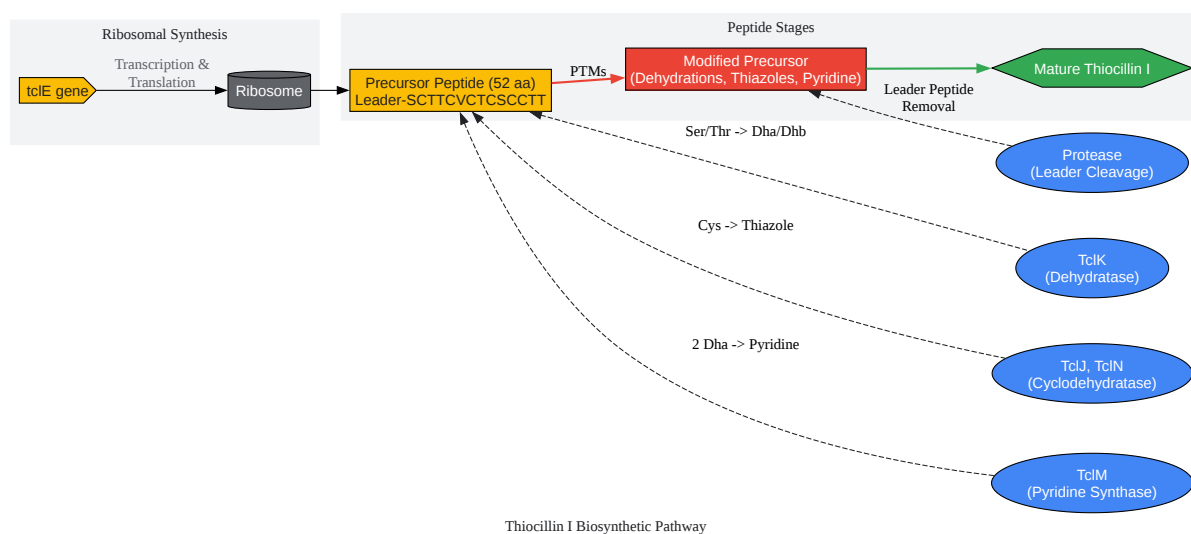 Ribosomal Synthesis
Peptide Stages
tclE gene
Transcription &
Translation
Ribosome
Precursor Peptide (52 aa)
Leader-SCTTCVCTCSCCTT
PTMs
Modified Precursor
(Dehydrations, Thiazoles, Pyridine)
Mature Thiocillin I
Leader Peptide
Removal
Ser/Thr -> Dha/Dhb
Protease
(Leader Cleavage)
Cys -> Thiazole
TclK
(Dehydratase)
2 Dha -> Pyridine
TclJ, TclN
(Cyclodehydratase)
TclM
(Pyridine Synthase)
Thiocillin I Biosynthetic Pathway